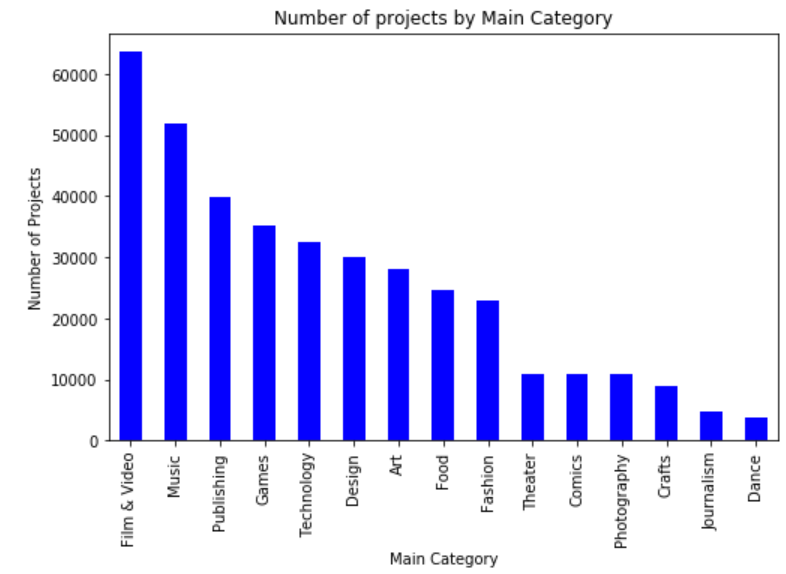 Number of projects by Main Category
Number of Projects
60000
50000
40000
30000
20000
10000
0
Film & Video
Music
Publishing
Games
Technology
Design
Art
Food
Fashion
Theater
Comics
Photography
Crafts
Journalism
Dance
Main Category